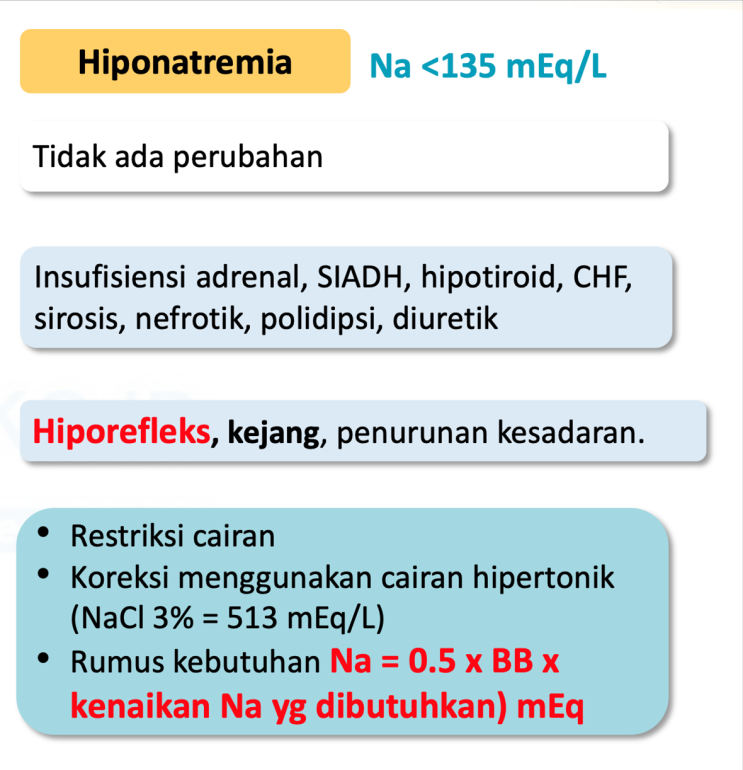 Hiponatremia
Na <135 mEq/L
Tidak ada perubahan
Insufisiensi adrenal, SIADH, hipotiroid, CHF,
sirosis, nefrotik, polidipsi, diuretik
Hiporefleks, kejang, penurunan kesadaran.
• Restriksi cairan
• Koreksi menggunakan cairan hipertonik
(NaCl 3% = 513 mEq/L)
• Rumus kebutuhan Na = 0.5 x BB x
kenaikan Na yg dibutuhkan) mEq